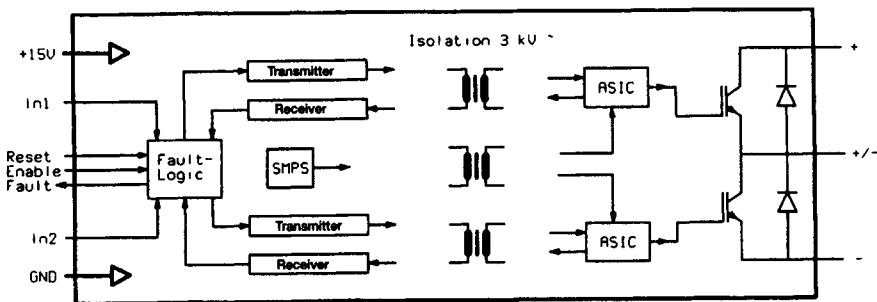 Isolation 3 kV ~
+15V
+
Transmitter
ASIC
In1
Receiver
Reset
Enable
Fault
Fault-
Logic
SMPS
+/-
In2
Transmitter
ASIC
Receiver
GND
-